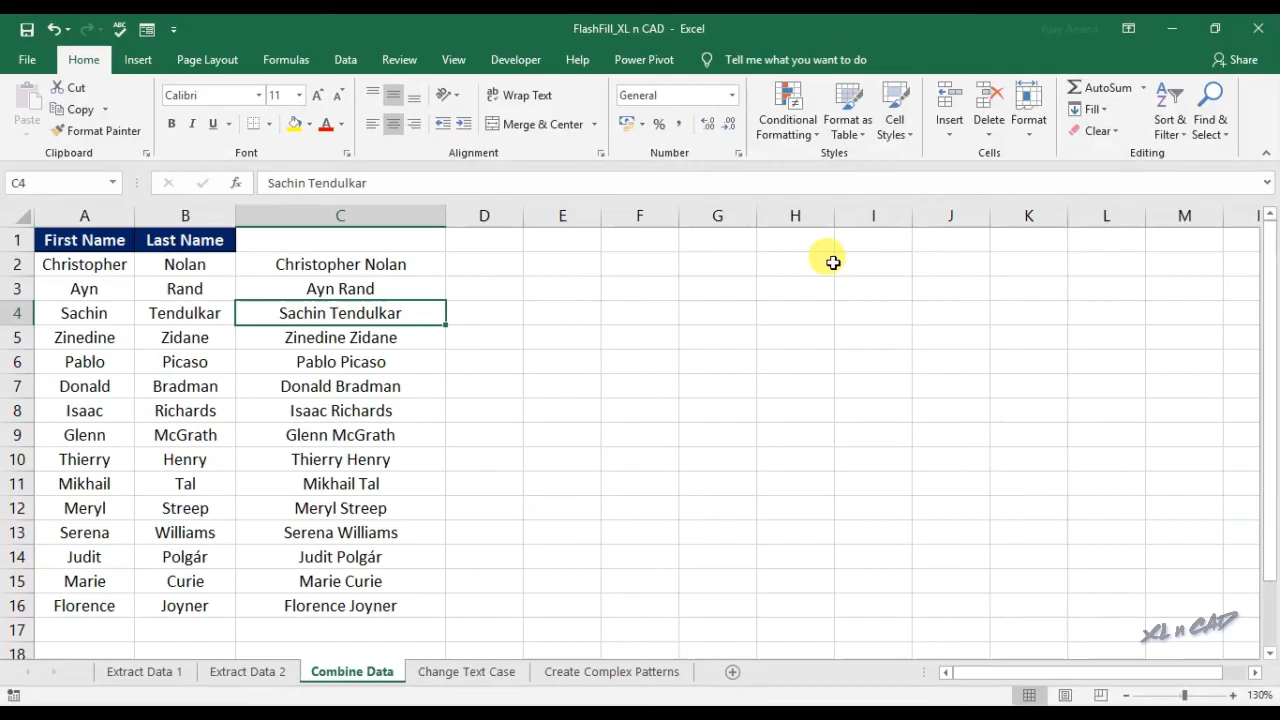 FlashFill_XL n CAD - Excel
File Home Insert Page Layout Formulas Data Review View Developer Help Power Pivot Tell me what you want to do Share
Paste
Cut
Copy
Format Painter
Clipboard
Calibri 11
B I U
Font
Wrap Text
Merge & Center
Alignment
General
Number
Conditional Formatting
Format as Table
Cell Styles
Styles
Insert Delete Format
Cells
AutoSum
Fill
Clear
Sort & Filter
Find & Select
Editing
C4 fx Sachin Tendulkar
A B C D E F G H I J K L M
1 First Name Last Name
2 Christopher Nolan Christopher Nolan
3 Ayn Rand Ayn Rand
4 Sachin Tendulkar Sachin Tendulkar
5 Zinedine Zidane Zinedine Zidane
6 Pablo Picaso Pablo Picaso
7 Donald Bradman Donald Bradman
8 Isaac Richards Isaac Richards
9 Glenn McGrath Glenn McGrath
10 Thierry Henry Thierry Henry
11 Mikhail Tal Mikhail Tal
12 Meryl Streep Meryl Streep
13 Serena Williams Serena Williams
14 Judit Polgár Judit Polgár
15 Marie Curie Marie Curie
16 Florence Joyner Florence Joyner
17
18
XL n CAD
Extract Data 1 Extract Data 2 Combine Data Change Text Case Create Complex Patterns
130%